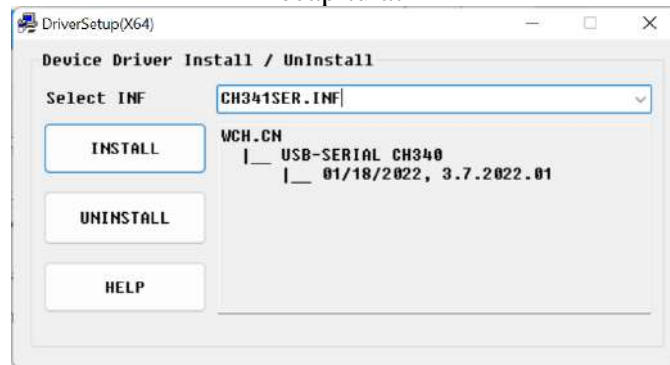 DriverSetup(X64)
Device Driver Install / UnInstall
Select INF
CH341SER.INF
INSTALL
UNINSTALL
HELP
WCH.CN
|__ USB-SERIAL CH340
|__ 01/18/2022, 3.7.2022.01